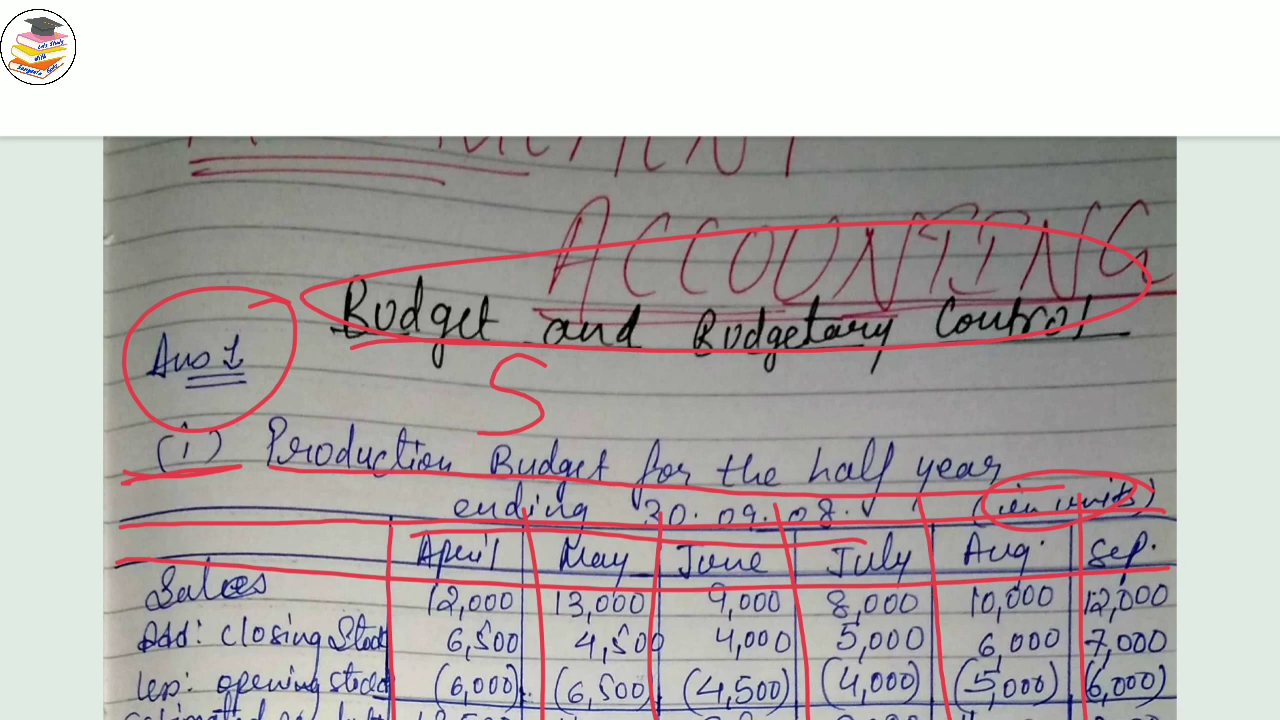 Let's Study
With
ACCOUNTING
Budget and Budgetary Control
Ans 1
S
(i) Production Budget for the half year
ending 30.09.08. (in units)
April May June July Aug. Sep.
Sales 12,000 13,000 9,000 8,000 10,000 12,000
Add: Closing Stock 6,500 4,500 4,000 5,000 6,000 7,000
Less: opening stock (6,000) (6,500) (4,500) (4,000) (5,000) (6,000)